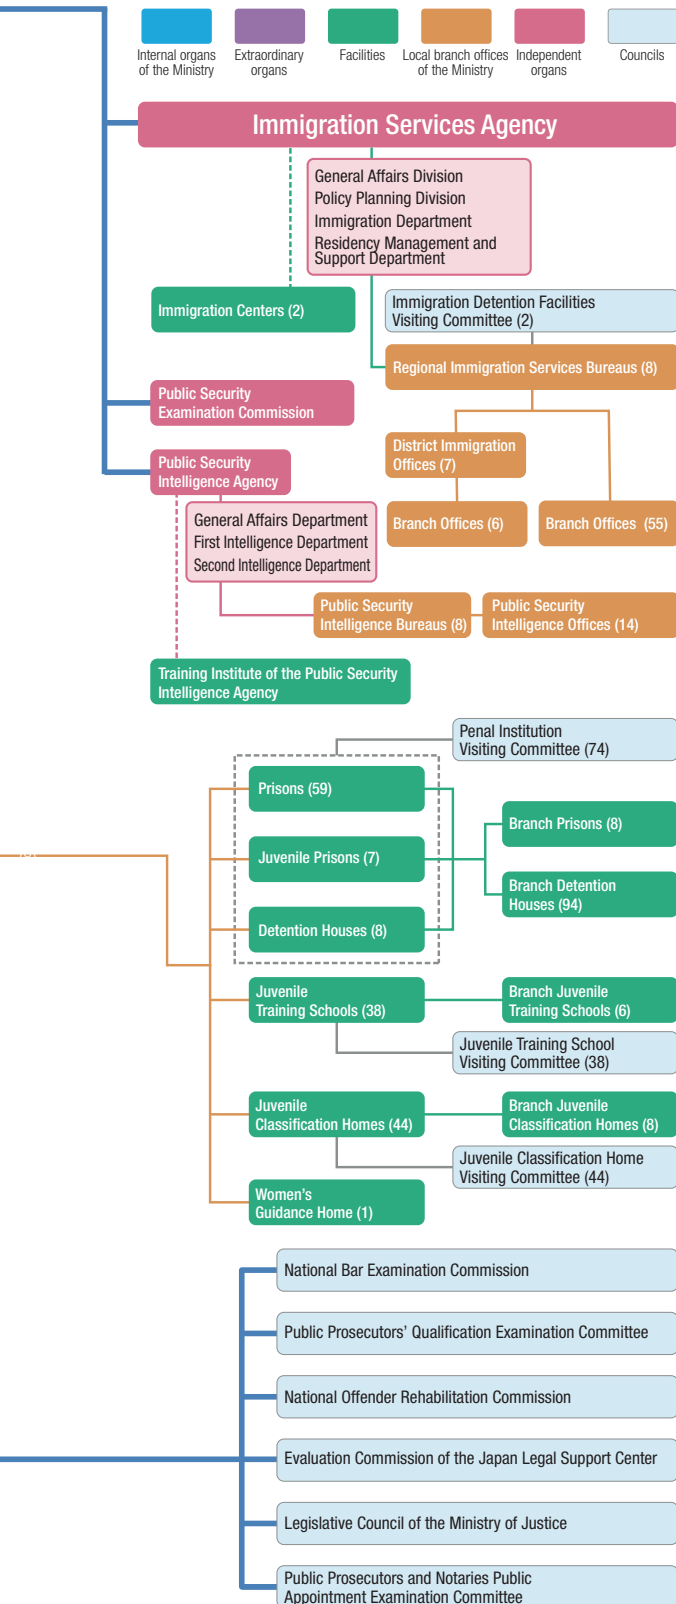 Internal organs
of the Ministry
Extraordinary
organs
Facilities
Local branch offices
of the Ministry
Independent
organs
Councils
Immigration Services Agency
General Affairs Division
Policy Planning Division
Immigration Department
Residency Management and
Support Department
Immigration Centers (2)
Immigration Detention Facilities
Visiting Committee (2)
Regional Immigration Services Bureaus (8)
Public Security
Examination Commission
District Immigration
Offices (7)
Public Security
Intelligence Agency
Branch Offices (6)
Branch Offices (55)
General Affairs Department
First Intelligence Department
Second Intelligence Department
Public Security
Intelligence Bureaus (8)
Public Security
Intelligence Offices (14)
Training Institute of the Public Security
Intelligence Agency
Penal Institution
Visiting Committee (74)
Prisons (59)
Branch Prisons (8)
Juvenile Prisons (7)
Branch Detention
Houses (94)
Detention Houses (8)
Juvenile
Training Schools (38)
Branch Juvenile
Training Schools (6)
Juvenile Training School
Visiting Committee (38)
Juvenile
Classification Homes (44)
Branch Juvenile
Classification Homes (8)
Juvenile Classification Home
Visiting Committee (44)
Women's
Guidance Home (1)
National Bar Examination Commission
Public Prosecutors' Qualification Examination Committee
National Offender Rehabilitation Commission
Evaluation Commission of the Japan Legal Support Center
Legislative Council of the Ministry of Justice
Public Prosecutors and Notaries Public
Appointment Examination Committee